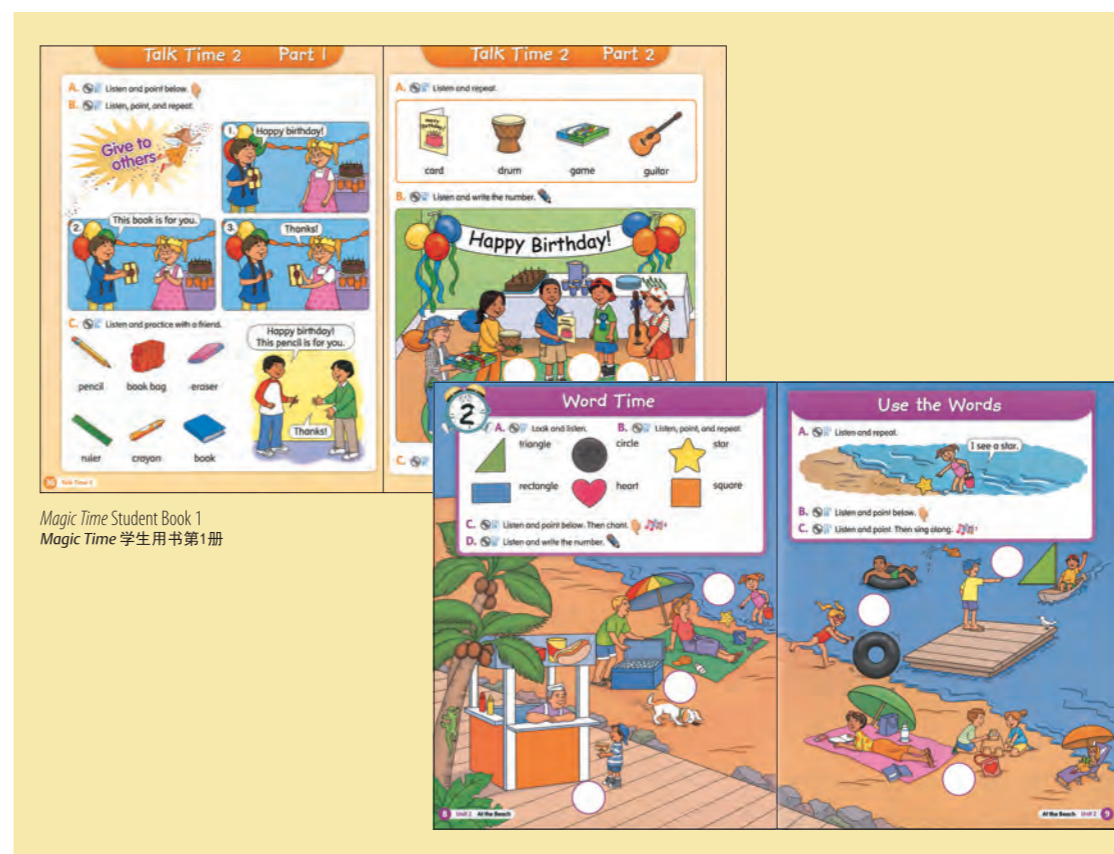 Talk Time 2 Part 1
A. Listen and point below.
B. Listen, point, and repeat.
Give to
others
1.
Happy birthday!
2.
This book is for you.
3.
Thanks!
C. Listen and practice with a friend.
pencil book bag eraser
ruler crayon book
Happy birthday!
This pencil is for you.
Thanks!
Talk Time 2
Talk Time 2 Part 2
A. Listen and repeat.
card drum game guitar
B. Listen and write the number.
Happy Birthday!
C.
2
Word Time
A. Look and listen. B. Listen, point, and repeat.
triangle circle star
rectangle heart square
C. Listen and point below. Then chant.
D. Listen and write the number.
8 Unit 2 At the Beach
Use the Words
A. Listen and repeat.
I see a star.
B. Listen and point below.
C. Listen and point. Then sing along.
At the Beach Unit 2 9
Magic Time Student Book 1
Magic Time 学生用书第1册